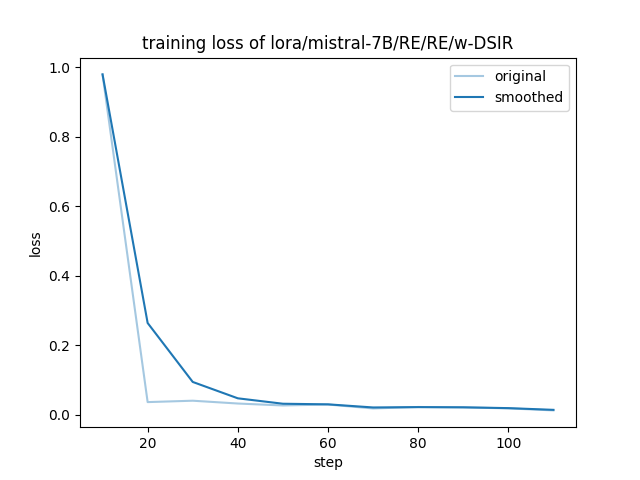 training loss of lora/mistral-7B/RE/RE/w-DSIR
original
smoothed
1.0
0.8
0.6
0.4
0.2
0.0
loss
20 40 60 80 100
step